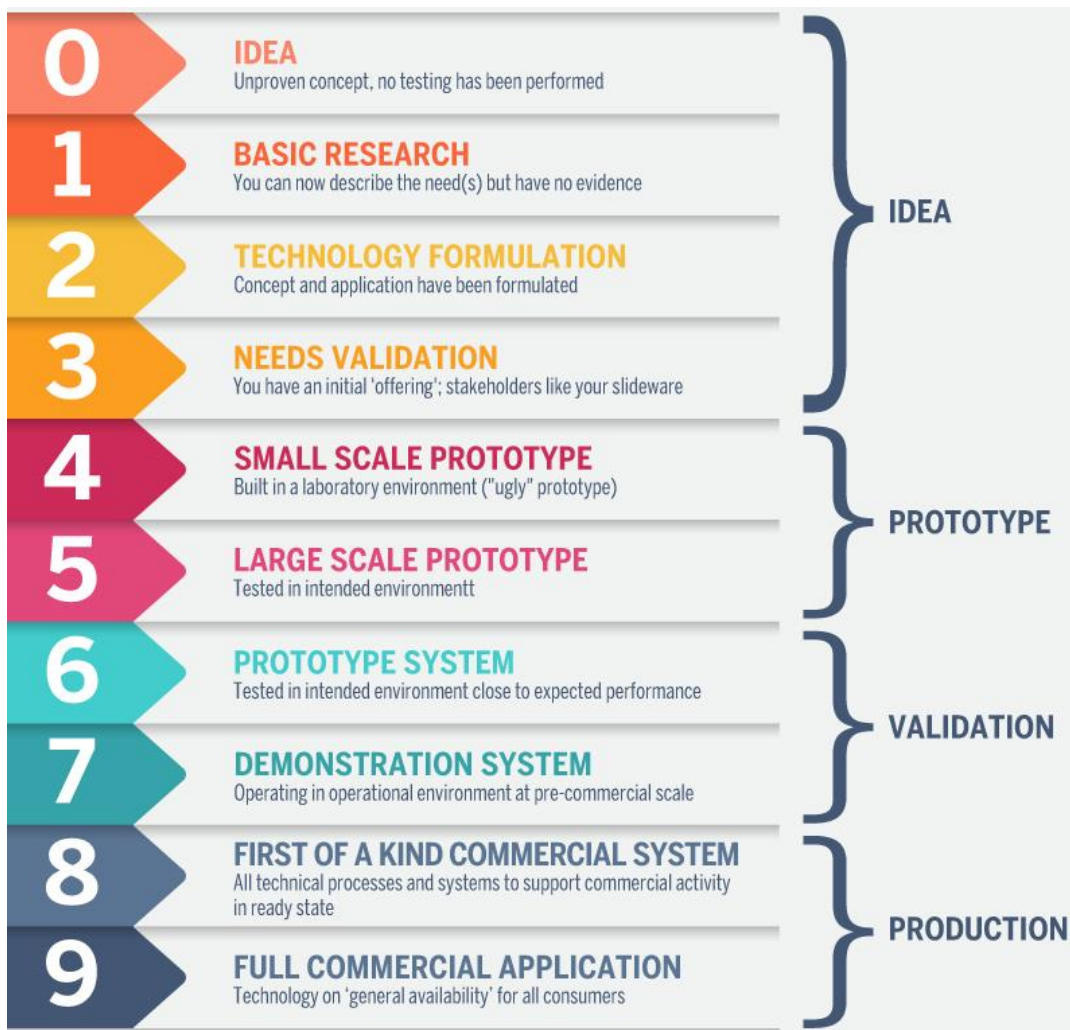 0
IDEA
Unproven concept, no testing has been performed
1
BASIC RESEARCH
You can now describe the need(s) but have no evidence
2
TECHNOLOGY FORMULATION
Concept and application have been formulated
3
NEEDS VALIDATION
You have an initial 'offering'; stakeholders like your slideware
IDEA
4
SMALL SCALE PROTOTYPE
Built in a laboratory environment ("ugly" prototype)
5
LARGE SCALE PROTOTYPE
Tested in intended environmentt
PROTOTYPE
6
PROTOTYPE SYSTEM
Tested in intended environment close to expected performance
7
DEMONSTRATION SYSTEM
Operating in operational environment at pre-commercial scale
VALIDATION
8
FIRST OF A KIND COMMERCIAL SYSTEM
All technical processes and systems to support commercial activity
in ready state
9
FULL COMMERCIAL APPLICATION
Technology on ‘general availability’ for all consumers
PRODUCTION